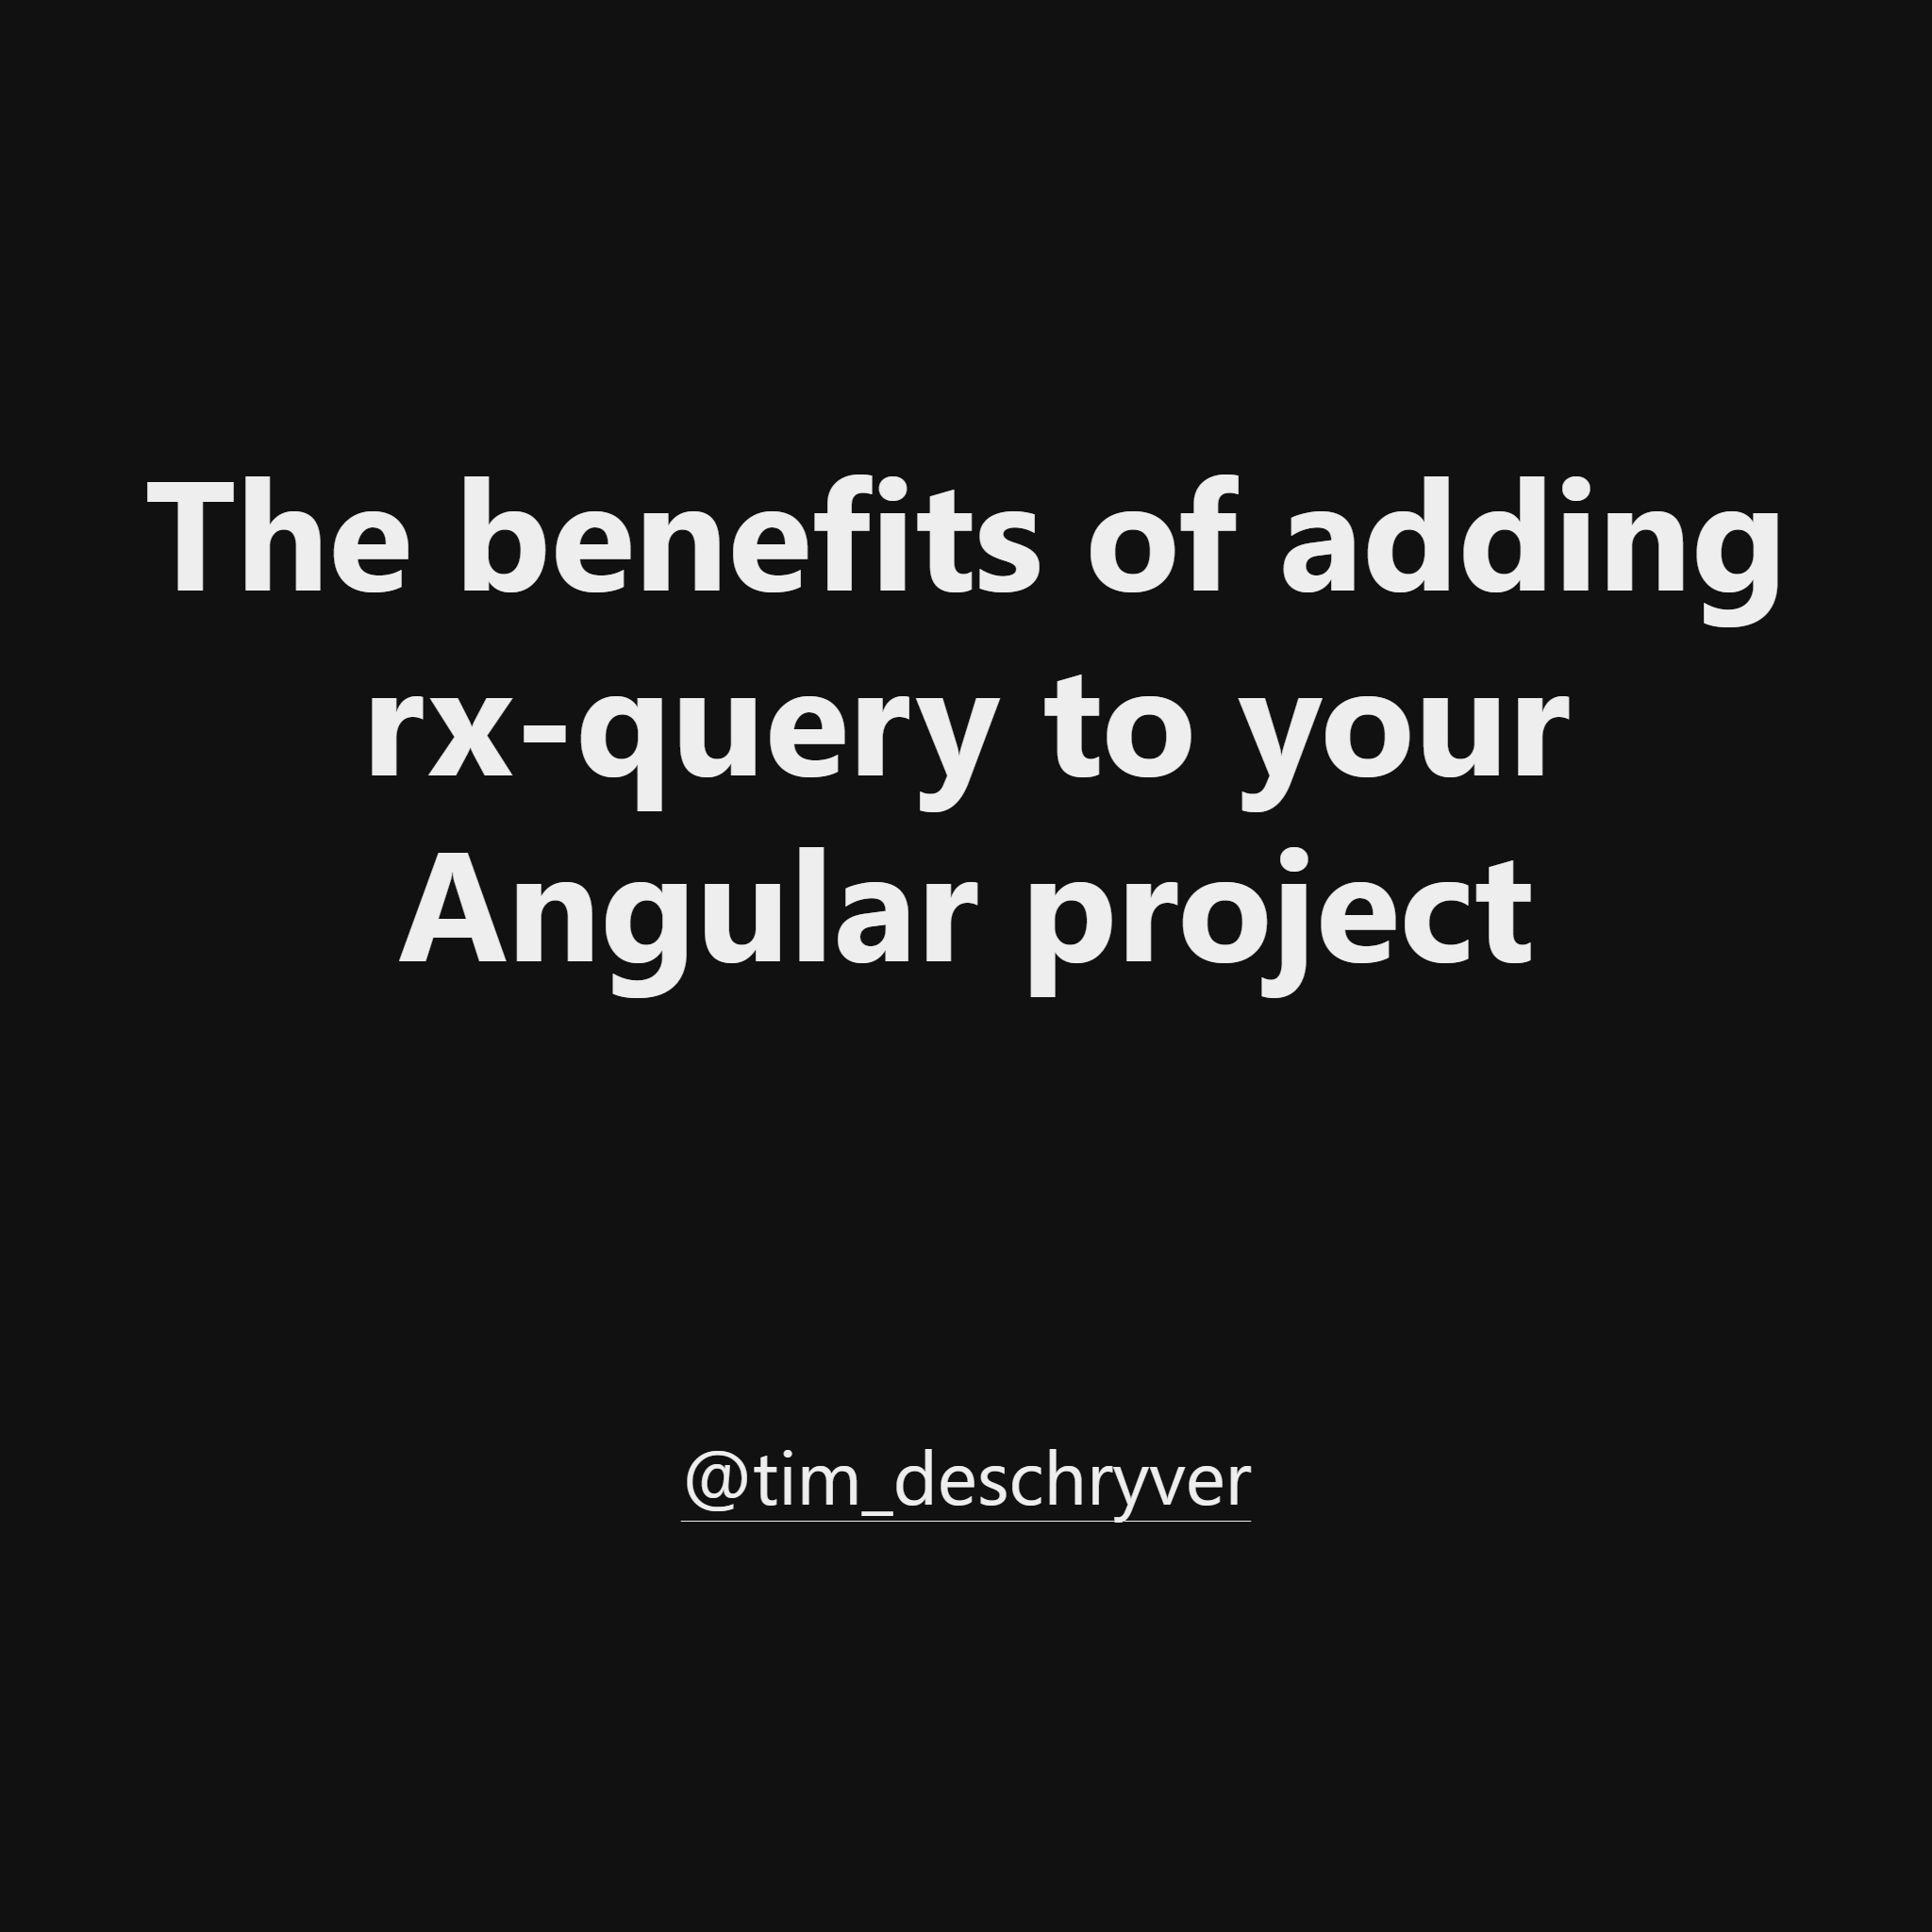 The benefits of adding
rx-query to your
Angular project
@tim_deschryver